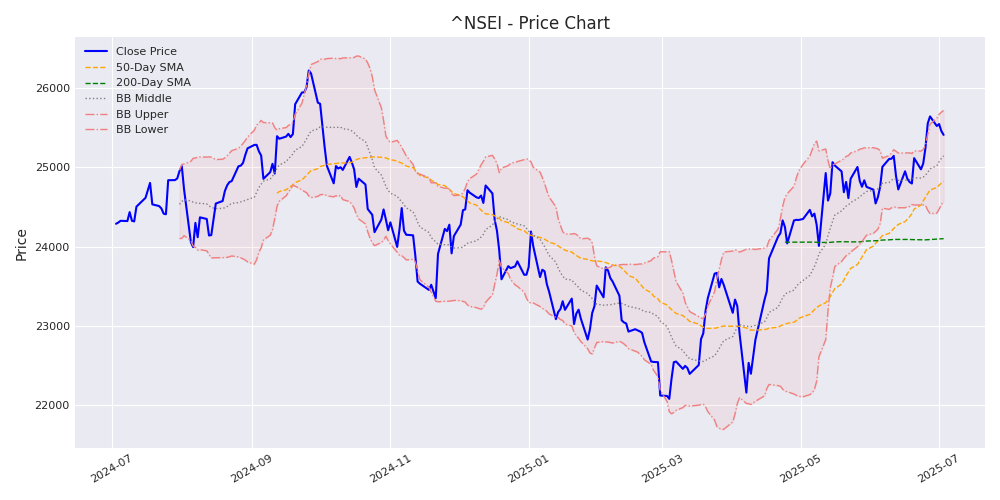 ^NSEI - Price Chart
Close Price
50-Day SMA
200-Day SMA
BB Middle
BB Upper
BB Lower
Price
26000
25000
24000
23000
22000
2024-07
2024-09
2024-11
2025-01
2025-03
2025-05
2025-07